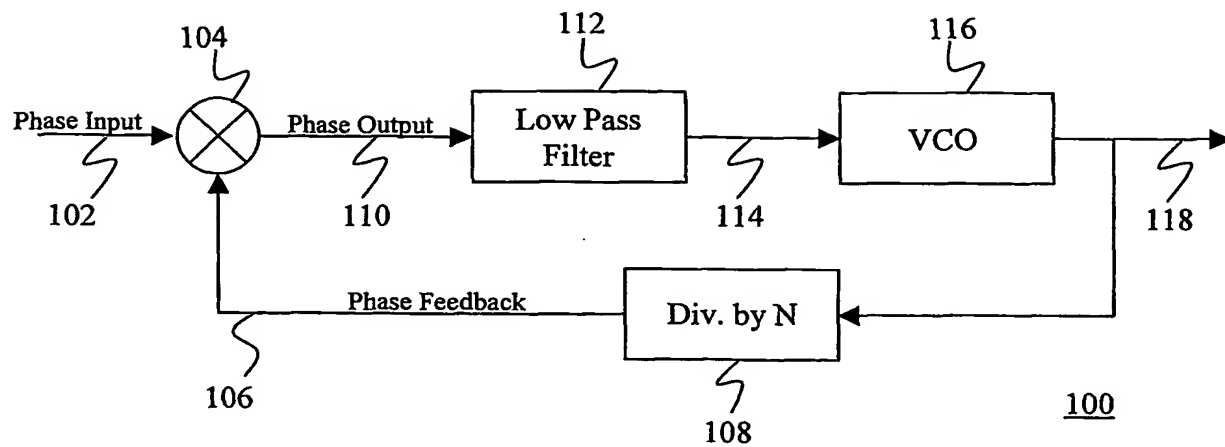 104
112
116
Phase Input
Phase Output
Low Pass
Filter
VCO
102
110
114
118
Phase Feedback
Div. by N
106
108
100